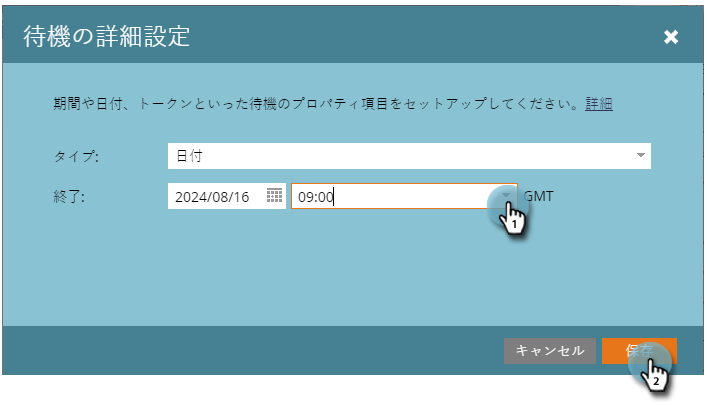 待機の詳細設定
期間や日付、トークンといった待機のプロパティ項目をセットアップしてください。詳細
タイプ: 日付
終了: 2024/08/16 09:00 GMT
1
キャンセル 保存
2